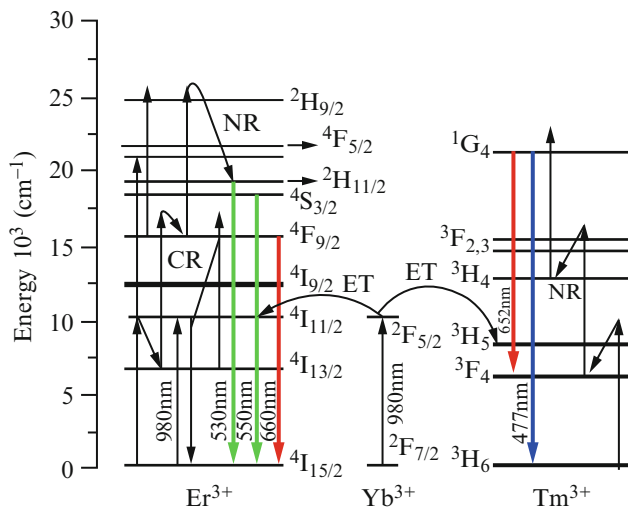 Energy 10³ (cm⁻¹)
30
25
20
15
10
5
0
²H₉/₂
NR
⁴F₅/₂
²H₁₁/₂
⁴S₃/₂
⁴F₉/₂
CR
⁴I₉/₂
ET
⁴I₁₁/₂
⁴I₁₃/₂
980nm
530nm
550nm
660nm
⁴I₁₅/₂
Er³⁺
²F₅/₂
980nm
²F₇/₂
Yb³⁺
ET
¹G₄
³F₂,₃
³H₄
NR
652nm
³H₅
³F₄
477nm
³H₆
Tm³⁺